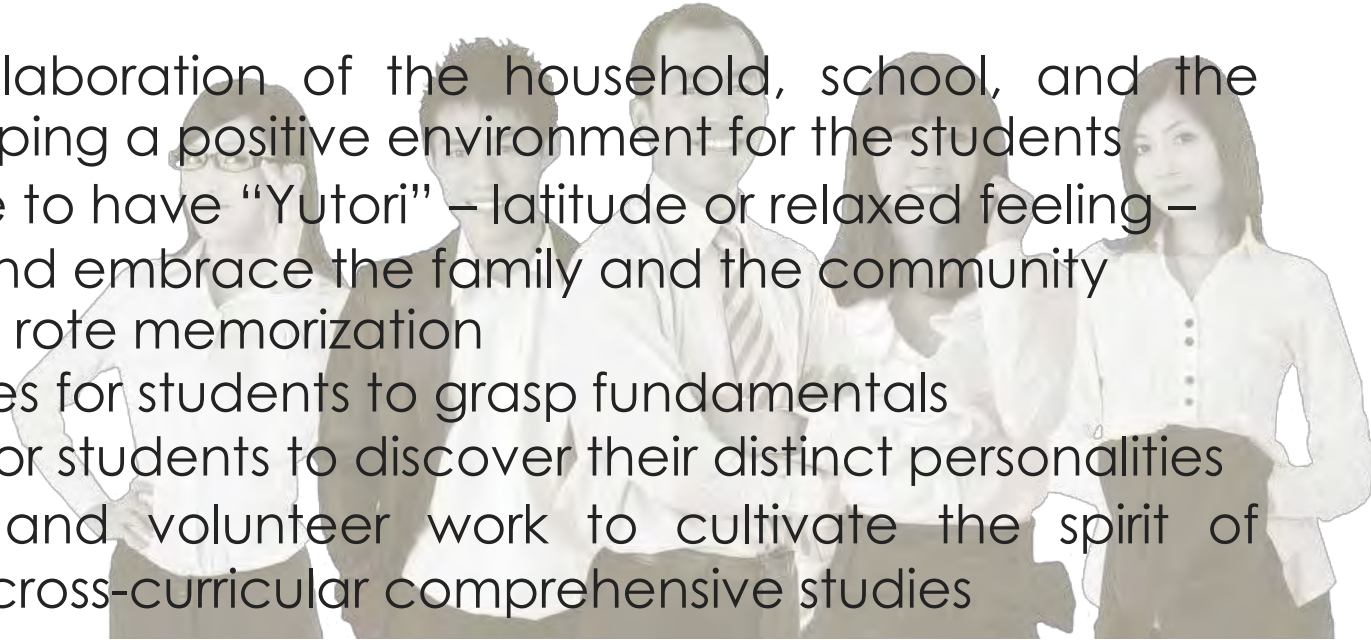 llaboration of the household, school, and the
ping a positive environment for the students
e to have “Yutori” – latitude or relaxed feeling –
nd embrace the family and the community
rote memorization
es for students to grasp fundamentals
or students to discover their distinct personalities
and volunteer work to cultivate the spirit of
cross-curricular comprehensive studies